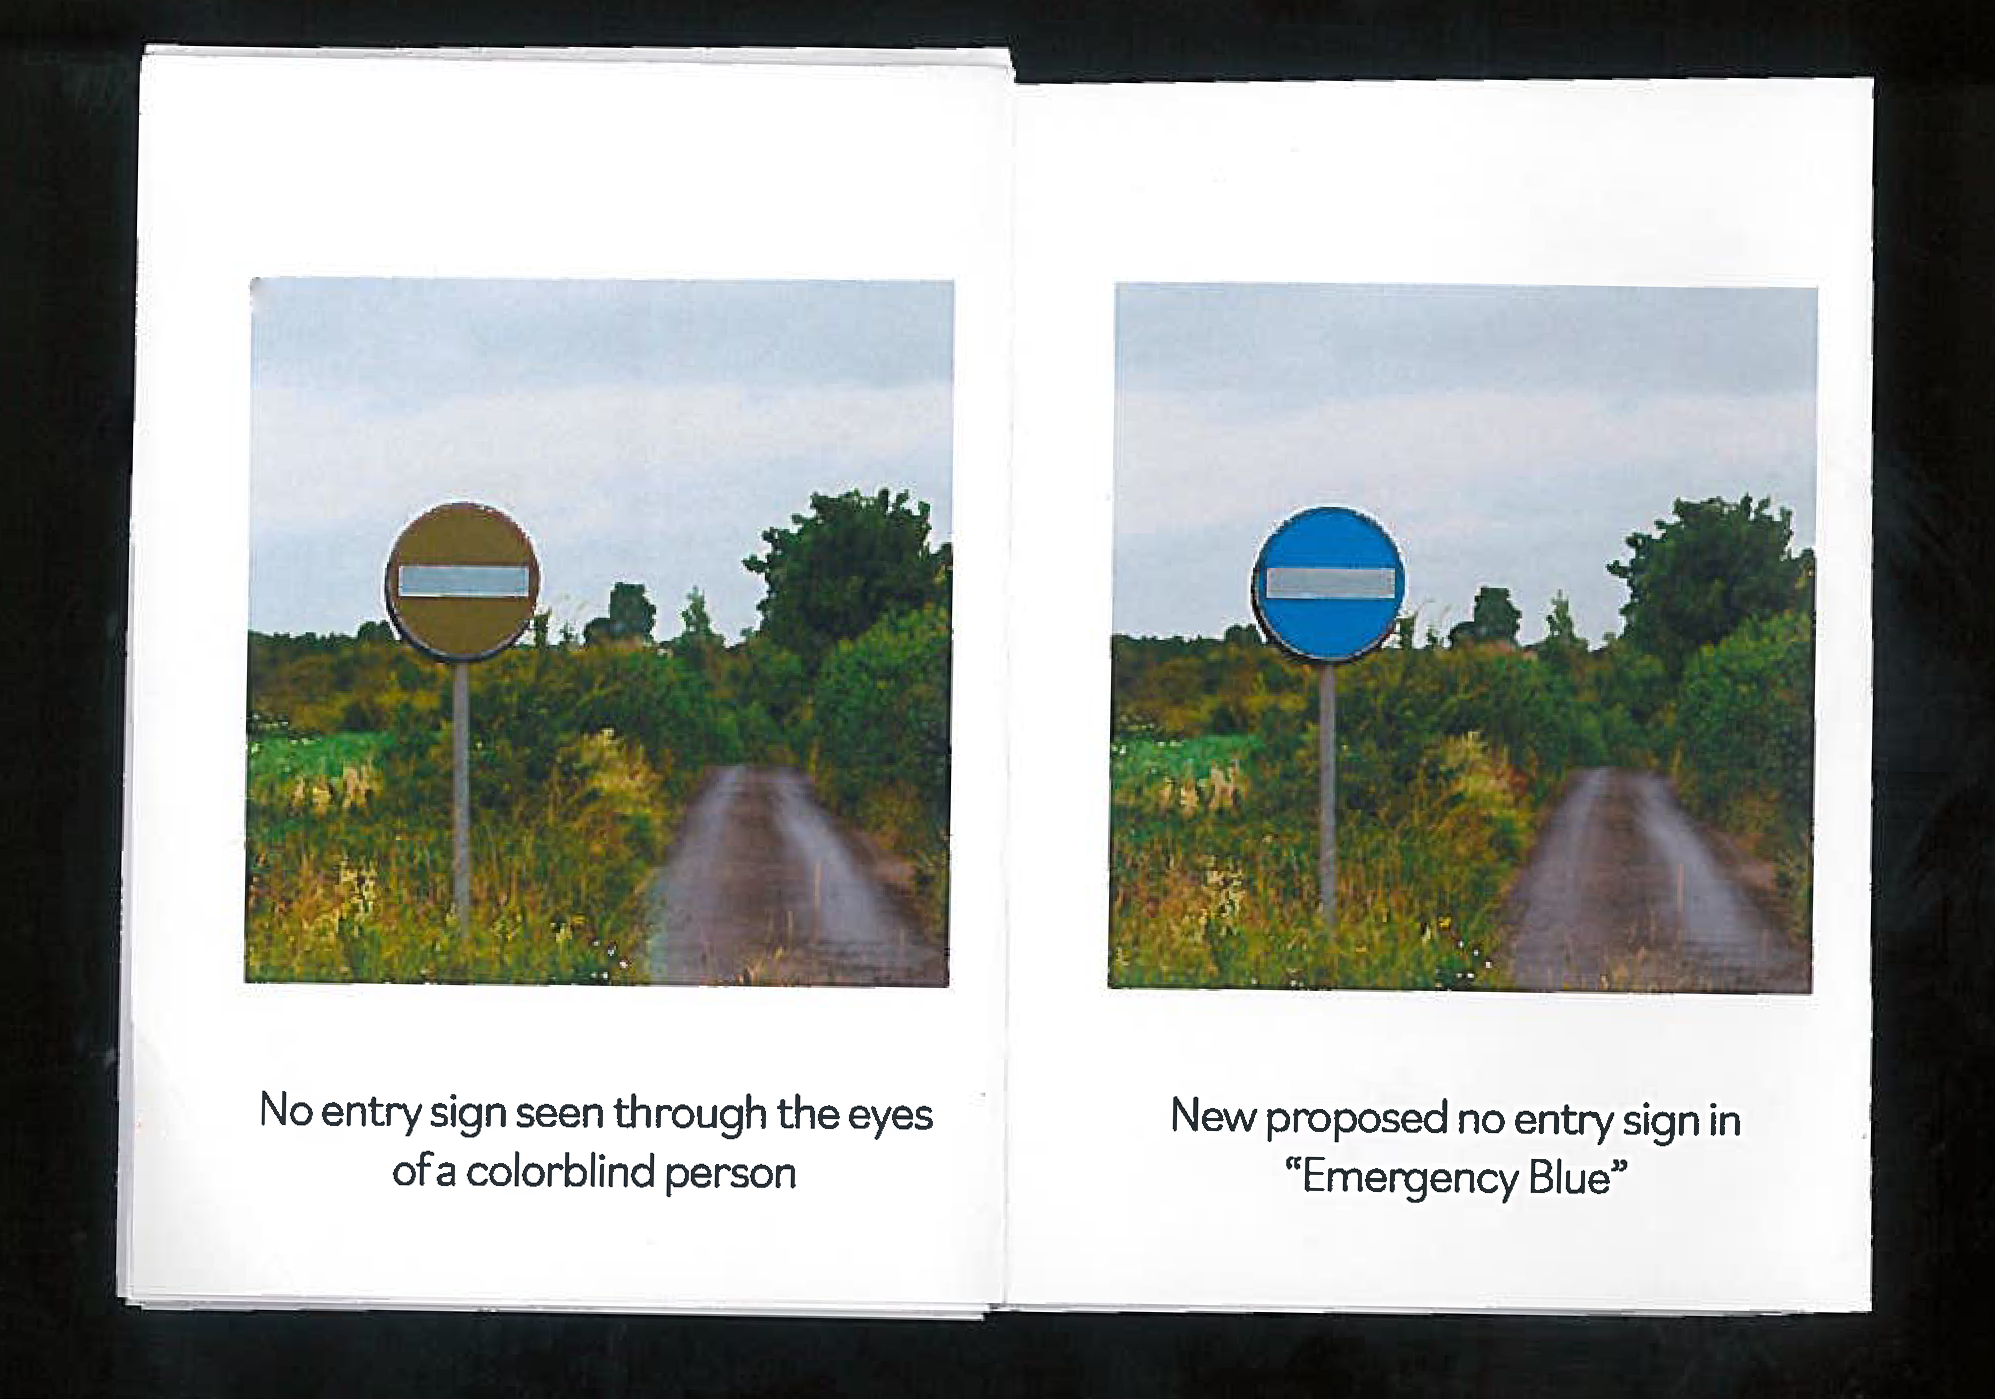 No entry sign seen through the eyes
of a colorblind person
New proposed no entry sign in
“Emergency Blue”